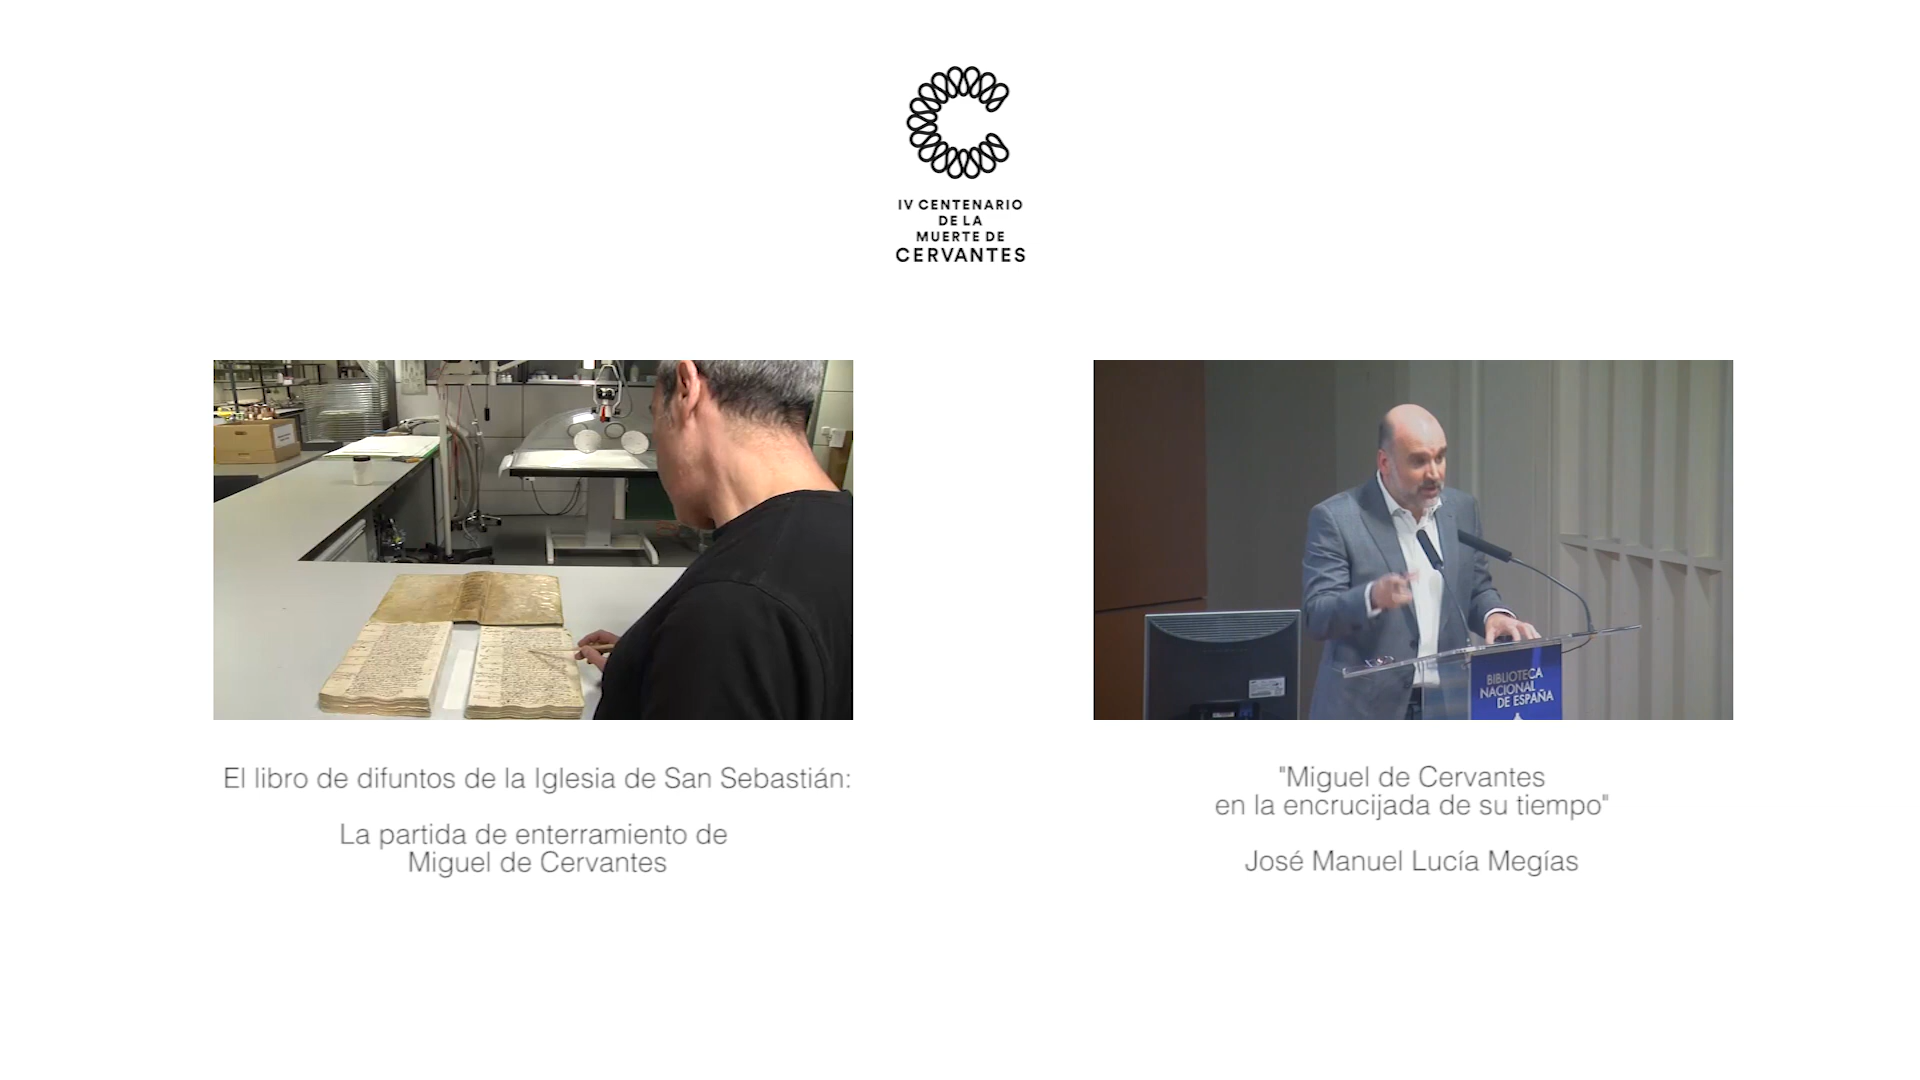 IV CENTENARIO
DE LA
MUERTE DE
CERVANTES
BIBLIOTECA
NACIONAL
DE ESPAÑA
El libro de difuntos de la Iglesia de San Sebastián:
La partida de enterramiento de
Miguel de Cervantes
"Miguel de Cervantes
en la encrucijada de su tiempo"
José Manuel Lucía Megías